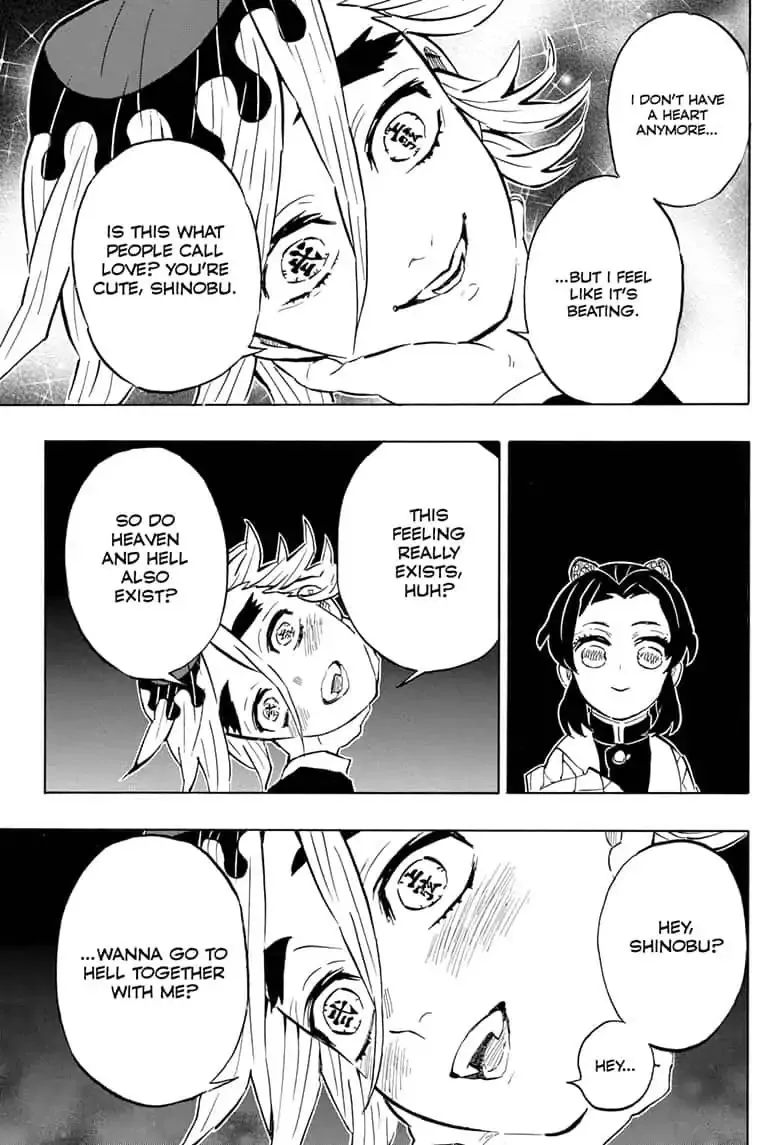 I DON'T HAVE
A HEART
ANYMORE...
...BUT I FEEL
LIKE IT'S
BEATING.
IS THIS WHAT
PEOPLE CALL
LOVE? YOU'RE
CUTE, SHINOBU.
THIS
FEELING
REALLY
EXISTS,
HUH?
SO DO
HEAVEN
AND HELL
ALSO
EXIST?
HEY,
SHINOBU?
HEY...
...WANNA GO TO
HELL TOGETHER
WITH ME?